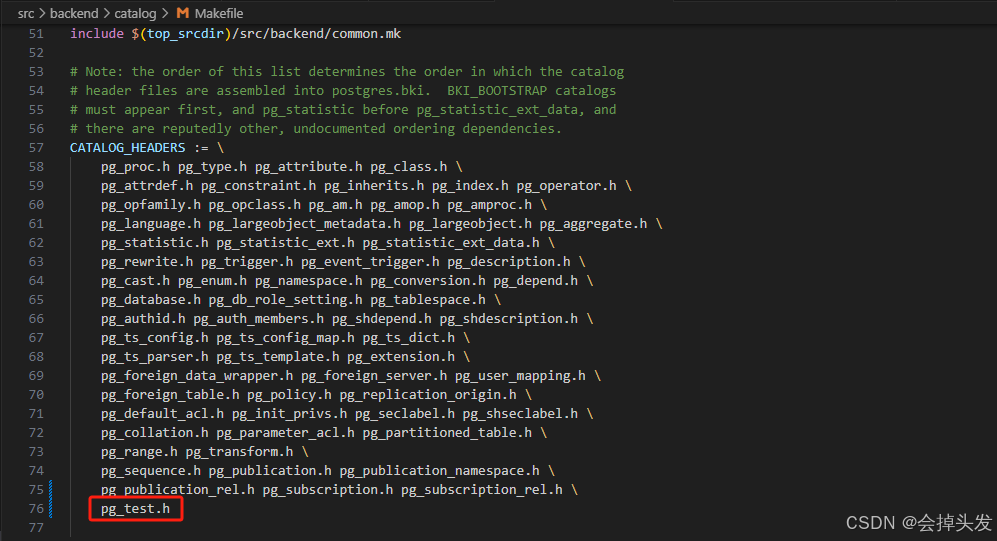 src > backend > catalog > M Makefile
51 include $(top_srcdir)/src/backend/common.mk
52
53 # Note: the order of this list determines the order in which the catalog
54 # header files are assembled into postgres.bki.  BKI_BOOTSTRAP catalogs
55 # must appear first, and pg_statistic before pg_statistic_ext_data, and
56 # there are reputedly other, undocumented ordering dependencies.
57 CATALOG_HEADERS := \
58     pg_proc.h pg_type.h pg_attribute.h pg_class.h \
59     pg_attrdef.h pg_constraint.h pg_inherits.h pg_index.h pg_operator.h \
60     pg_opfamily.h pg_opclass.h pg_am.h pg_amop.h pg_amproc.h \
61     pg_language.h pg_largeobject_metadata.h pg_largeobject.h pg_aggregate.h \
62     pg_statistic.h pg_statistic_ext.h pg_statistic_ext_data.h \
63     pg_rewrite.h pg_trigger.h pg_event_trigger.h pg_description.h \
64     pg_cast.h pg_enum.h pg_namespace.h pg_conversion.h pg_depend.h \
65     pg_database.h pg_db_role_setting.h pg_tablespace.h \
66     pg_authid.h pg_auth_members.h pg_shdepend.h pg_shdescription.h \
67     pg_ts_config.h pg_ts_config_map.h pg_ts_dict.h \
68     pg_ts_parser.h pg_ts_template.h pg_extension.h \
69     pg_foreign_data_wrapper.h pg_foreign_server.h pg_user_mapping.h \
70     pg_foreign_table.h pg_policy.h pg_replication_origin.h \
71     pg_default_acl.h pg_init_privs.h pg_seclabel.h pg_shseclabel.h \
72     pg_collation.h pg_parameter_acl.h pg_partitioned_table.h \
73     pg_range.h pg_transform.h \
74     pg_sequence.h pg_publication.h pg_publication_namespace.h \
75     pg_publication_rel.h pg_subscription.h pg_subscription_rel.h \
76     pg_test.h
77
CSDN @会掉头发